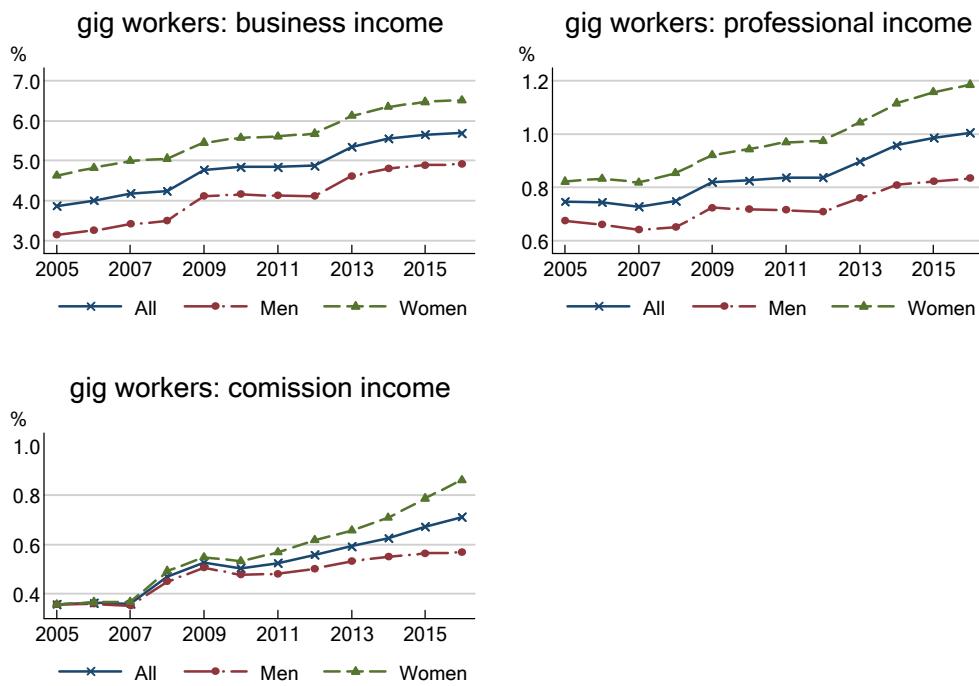 gig workers: business income
%
7.0
6.0
5.0
4.0
3.0
2005 2007 2009 2011 2013 2015
All Men Women
gig workers: professional income
%
1.2
1.0
0.8
0.6
2005 2007 2009 2011 2013 2015
All Men Women
gig workers: comission income
%
1.0
0.8
0.6
0.4
2005 2007 2009 2011 2013 2015
All Men Women